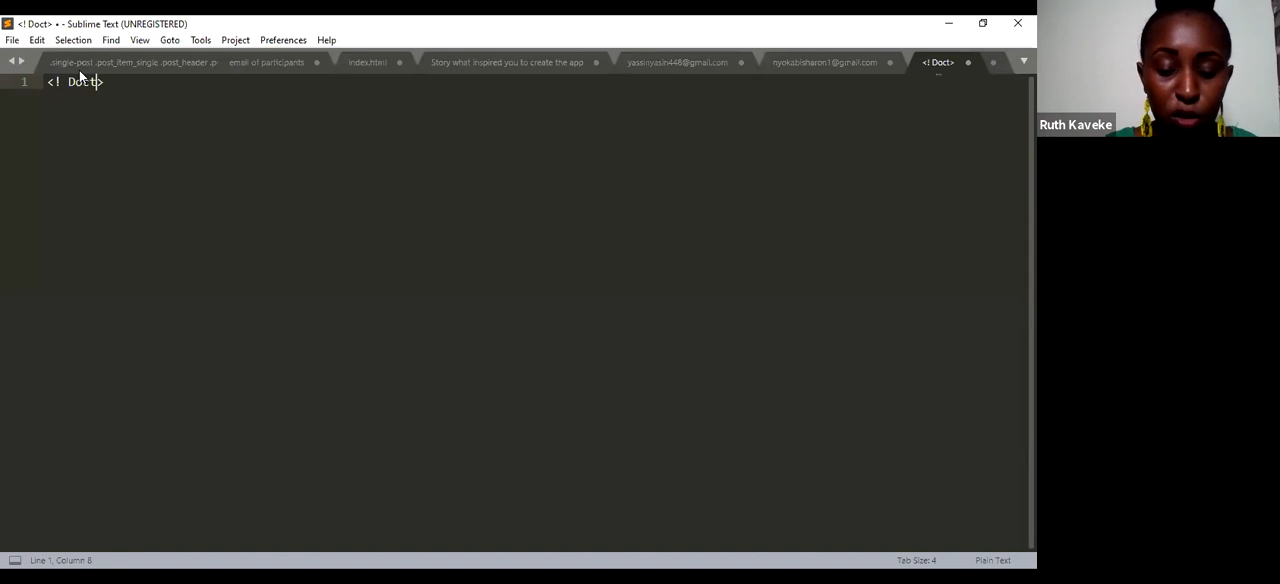 <! Doct> • - Sublime Text (UNREGISTERED)
File Edit Selection Find View Goto Tools Project Preferences Help
.single-post .post_item_single .post_header .p email of participants index.html Story what inspired you to create the app yassinyasin448@gmail.com nyokabisharon1@gmail.com <! Doct>
1 <! Doct>
Ruth Kaveke
Line 1, Column 8 Tab Size: 4 Plain Text